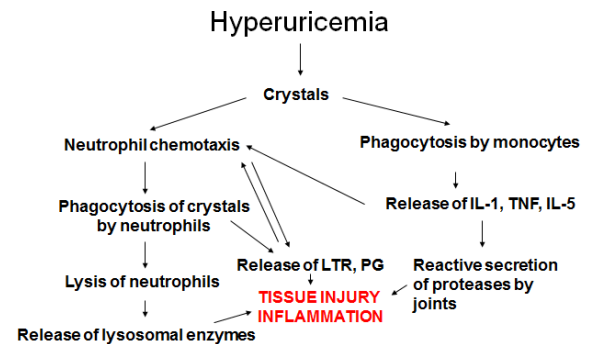 Hyperuricemia
Crystals
Neutrophil chemotaxis
Phagocytosis by monocytes
Phagocytosis of crystals
by neutrophils
Release of IL-1, TNF, IL-5
Lysis of neutrophils
Release of LTR, PG
Reactive secretion
of proteases by
joints
TISSUE INJURY
INFLAMMATION
Release of lysosomal enzymes